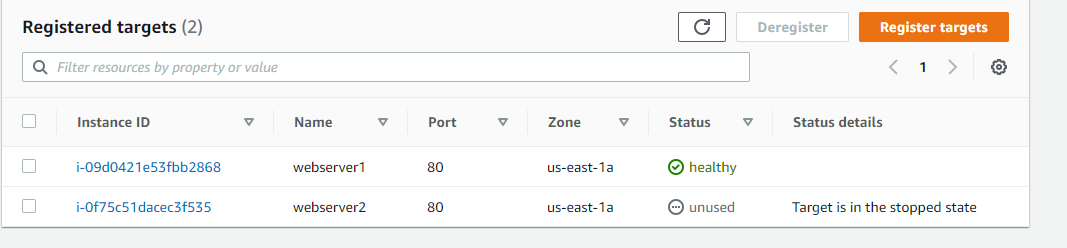 Registered targets (2)
Deregister
Register targets
Filter resources by property or value
1
Instance ID Name Port Zone Status Status details
i-09d0421e53fbb2868 webserver1 80 us-east-1a healthy
i-0f75c51dacec3f535 webserver2 80 us-east-1a unused Target is in the stopped state